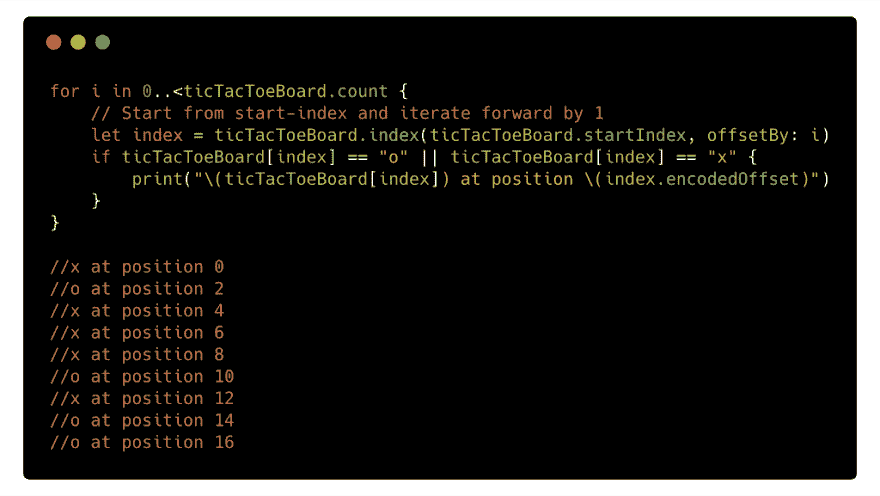 for i in 0..<ticTacToeBoard.count {
    // Start from start-index and iterate forward by 1
    let index = ticTacToeBoard.index(ticTacToeBoard.startIndex, offsetBy: i)
    if ticTacToeBoard[index] == "o" || ticTacToeBoard[index] == "x" {
        print("\(ticTacToeBoard[index]) at position \(index.encodedOffset)")
    }
}

//x at position 0
//o at position 2
//x at position 4
//x at position 6
//x at position 8
//o at position 10
//x at position 12
//o at position 14
//o at position 16